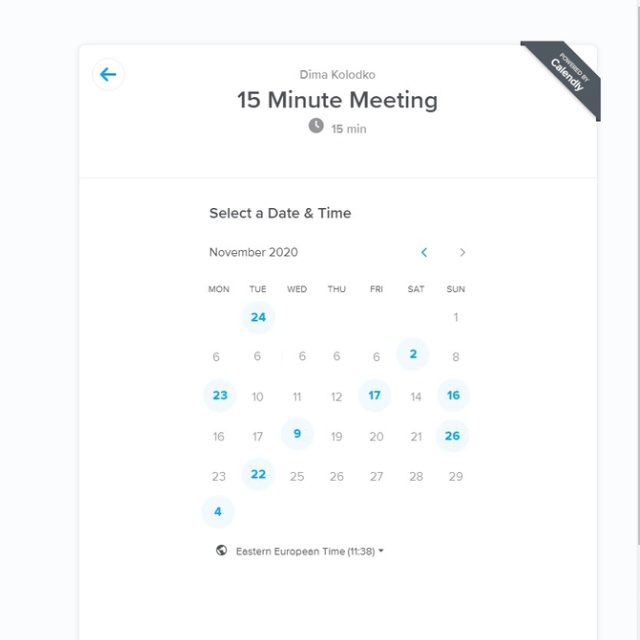 POWERED BY
Calendly
Dima Kolodko
15 Minute Meeting
15 min
Select a Date & Time
November 2020
MON TUE WED THU FRI SAT SUN
24 1
6 6 6 6 6 2 8
23 10 11 12 17 14 16
16 17 9 19 20 21 26
23 22 25 26 27 28 29
4
Eastern European Time (11:38)